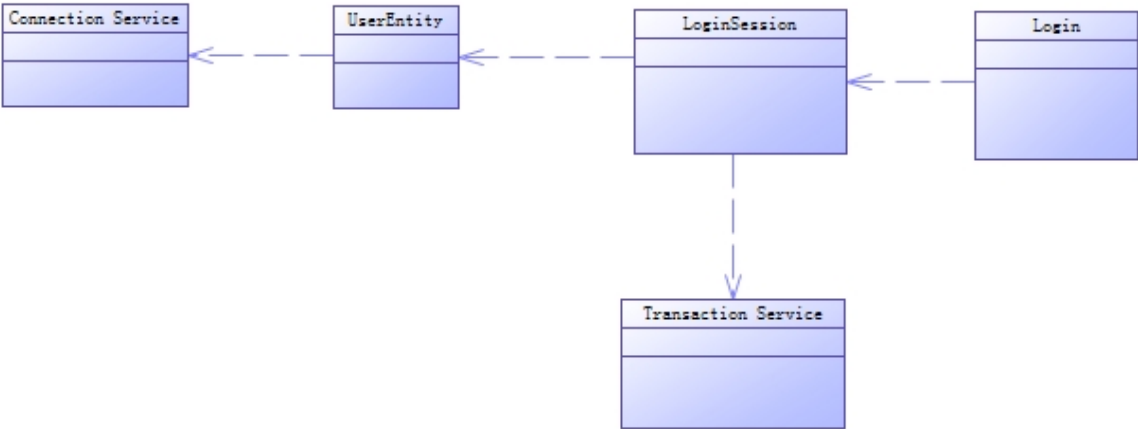 Connection Service
UserEntity
LoginSession
Login
Transaction Service